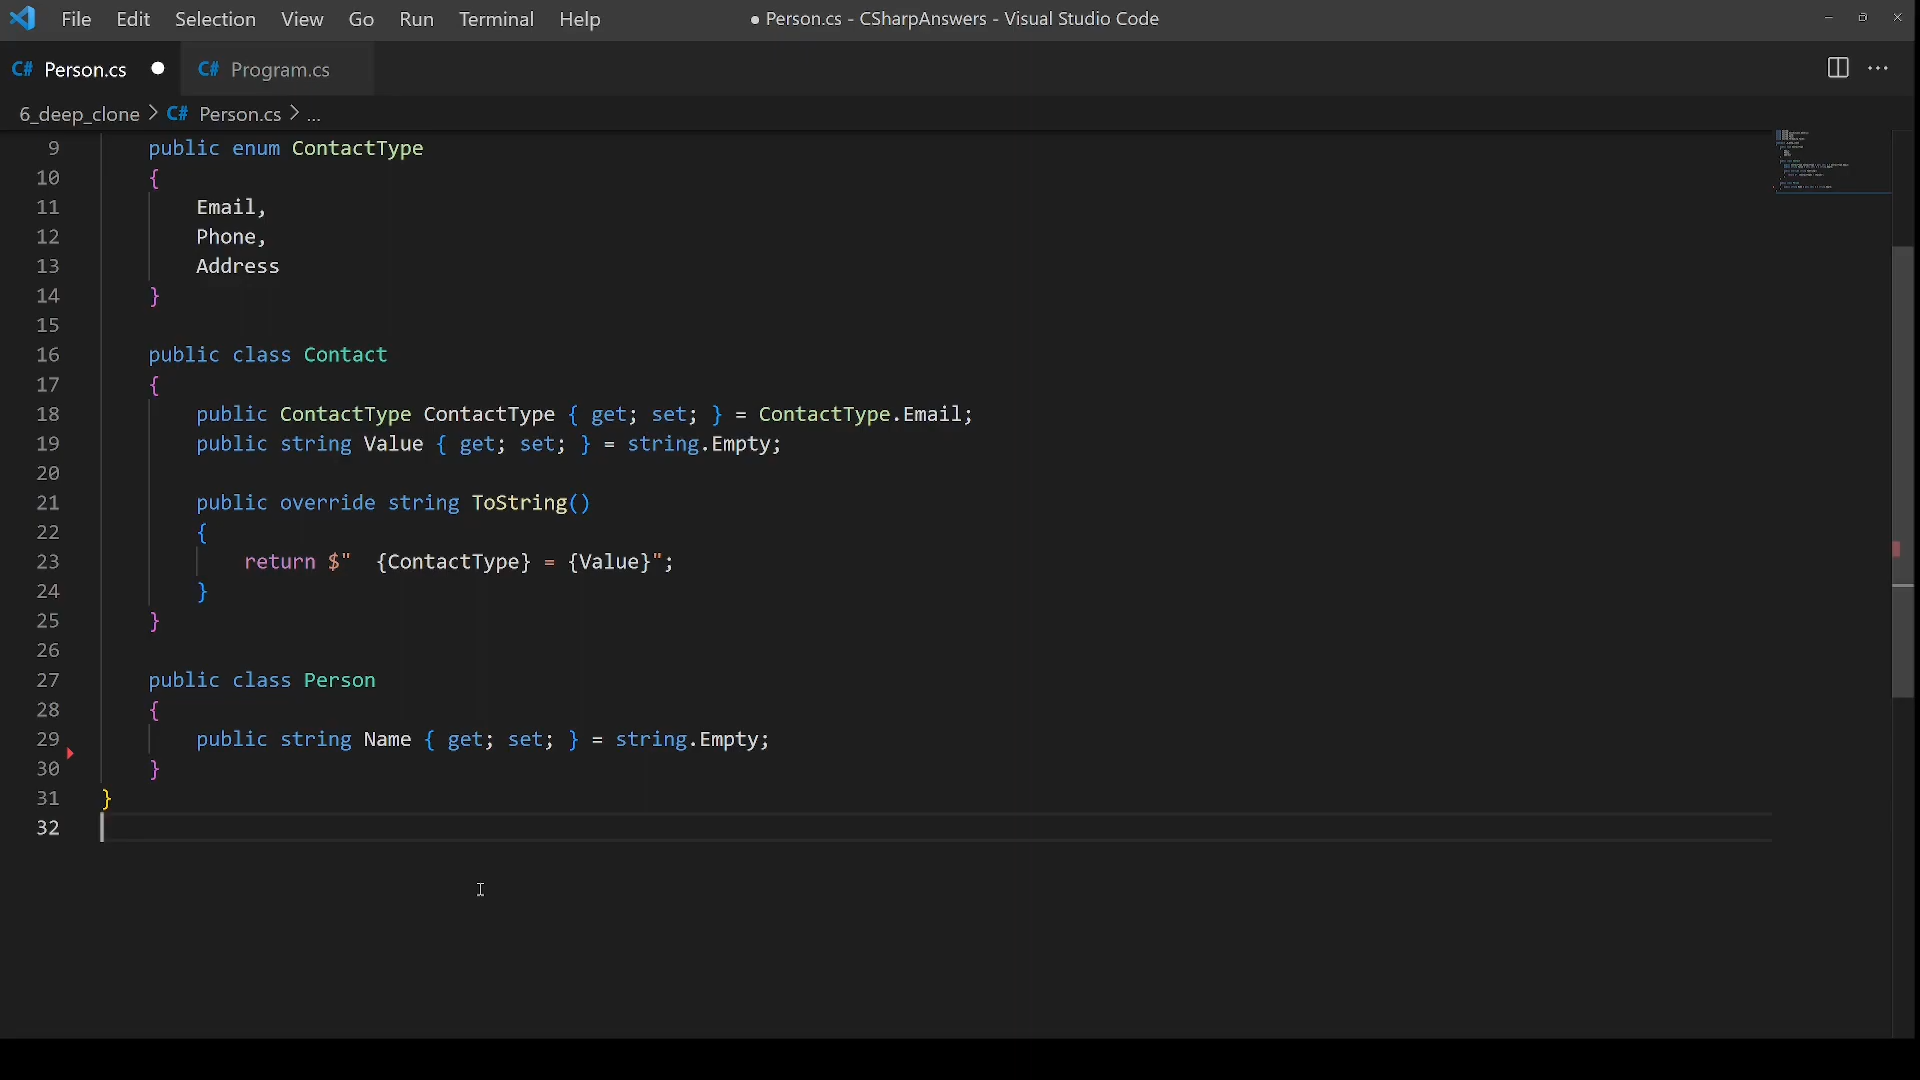 File Edit Selection View Go Run Terminal Help ● Person.cs - CSharpAnswers - Visual Studio Code
C# Person.cs ● C# Program.cs
6_deep_clone > C# Person.cs > ...
9 public enum ContactType
10 {
11 Email,
12 Phone,
13 Address
14 }
15
16 public class Contact
17 {
18 public ContactType ContactType { get; set; } = ContactType.Email;
19 public string Value { get; set; } = string.Empty;
20
21 public override string ToString()
22 {
23 return $"  {ContactType} = {Value}";
24 }
25 }
26
27 public class Person
28 {
29 public string Name { get; set; } = string.Empty;
30 }
31 }
32